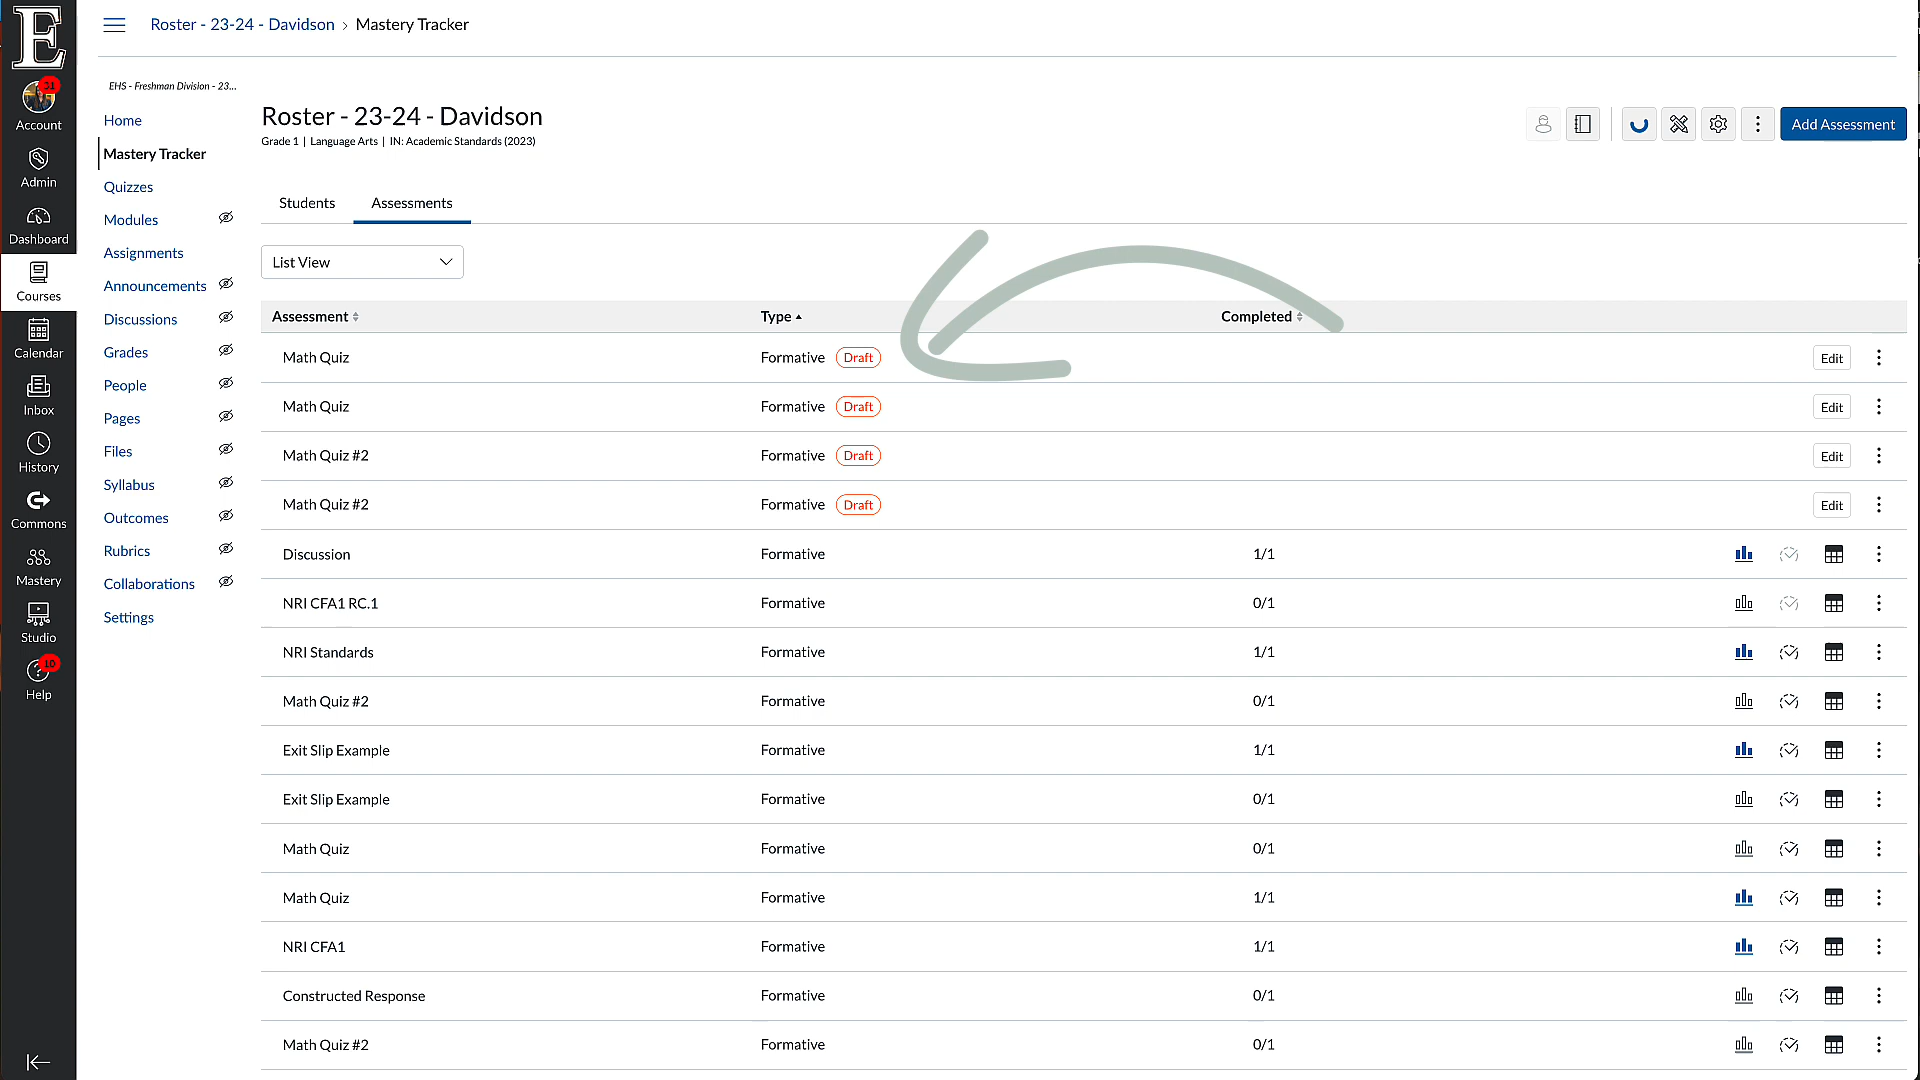 E
Roster - 23-24 - Davidson > Mastery Tracker
31
Account
Admin
Dashboard
Courses
Calendar
Inbox
History
Commons
Mastery
Studio
10
Help
EHS - Freshman Division - 23...
Home
Mastery Tracker
Quizzes
Modules
Assignments
Announcements
Discussions
Grades
People
Pages
Files
Syllabus
Outcomes
Rubrics
Collaborations
Settings
Roster - 23-24 - Davidson
Grade 1 | Language Arts | IN: Academic Standards (2023)
Add Assessment
Students Assessments
List View
Assessment Type Completed
Math Quiz Formative Draft Edit
Math Quiz Formative Draft Edit
Math Quiz #2 Formative Draft Edit
Math Quiz #2 Formative Draft Edit
Discussion Formative 1/1
NRI CFA1 RC.1 Formative 0/1
NRI Standards Formative 1/1
Math Quiz #2 Formative 0/1
Exit Slip Example Formative 1/1
Exit Slip Example Formative 0/1
Math Quiz Formative 0/1
Math Quiz Formative 1/1
NRI CFA1 Formative 1/1
Constructed Response Formative 0/1
Math Quiz #2 Formative 0/1